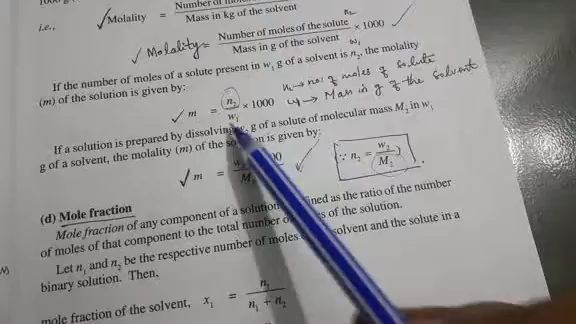 1000 g
Molality = Number of moles
Mass in kg of the solvent
i.e.,
Molality = Number of moles of the solute / Mass in g of the solvent × 1000
n₂
w₁
If the number of moles of a solute present in w₁ g of a solvent is n₂, the molality
(m) of the solution is given by:
m = n₂ / w₁ × 1000
n₂ → no. of moles of solute
w₁ → Mass in g of the solvent
If a solution is prepared by dissolving w₂ g of a solute of molecular mass M₂ in w₁
g of a solvent, the molality (m) of the solution is given by:
m =
[∵ n₂ = w₂ / M₂]
(d) Mole fraction
Mole fraction of any component of a solution is defined as the ratio of the number
of moles of that component to the total number of moles of the solution.
Let n₁ and n₂ be the respective number of moles of solvent and the solute in a
binary solution. Then,
mole fraction of the solvent, x₁ = n₁ / n₁ + n₂